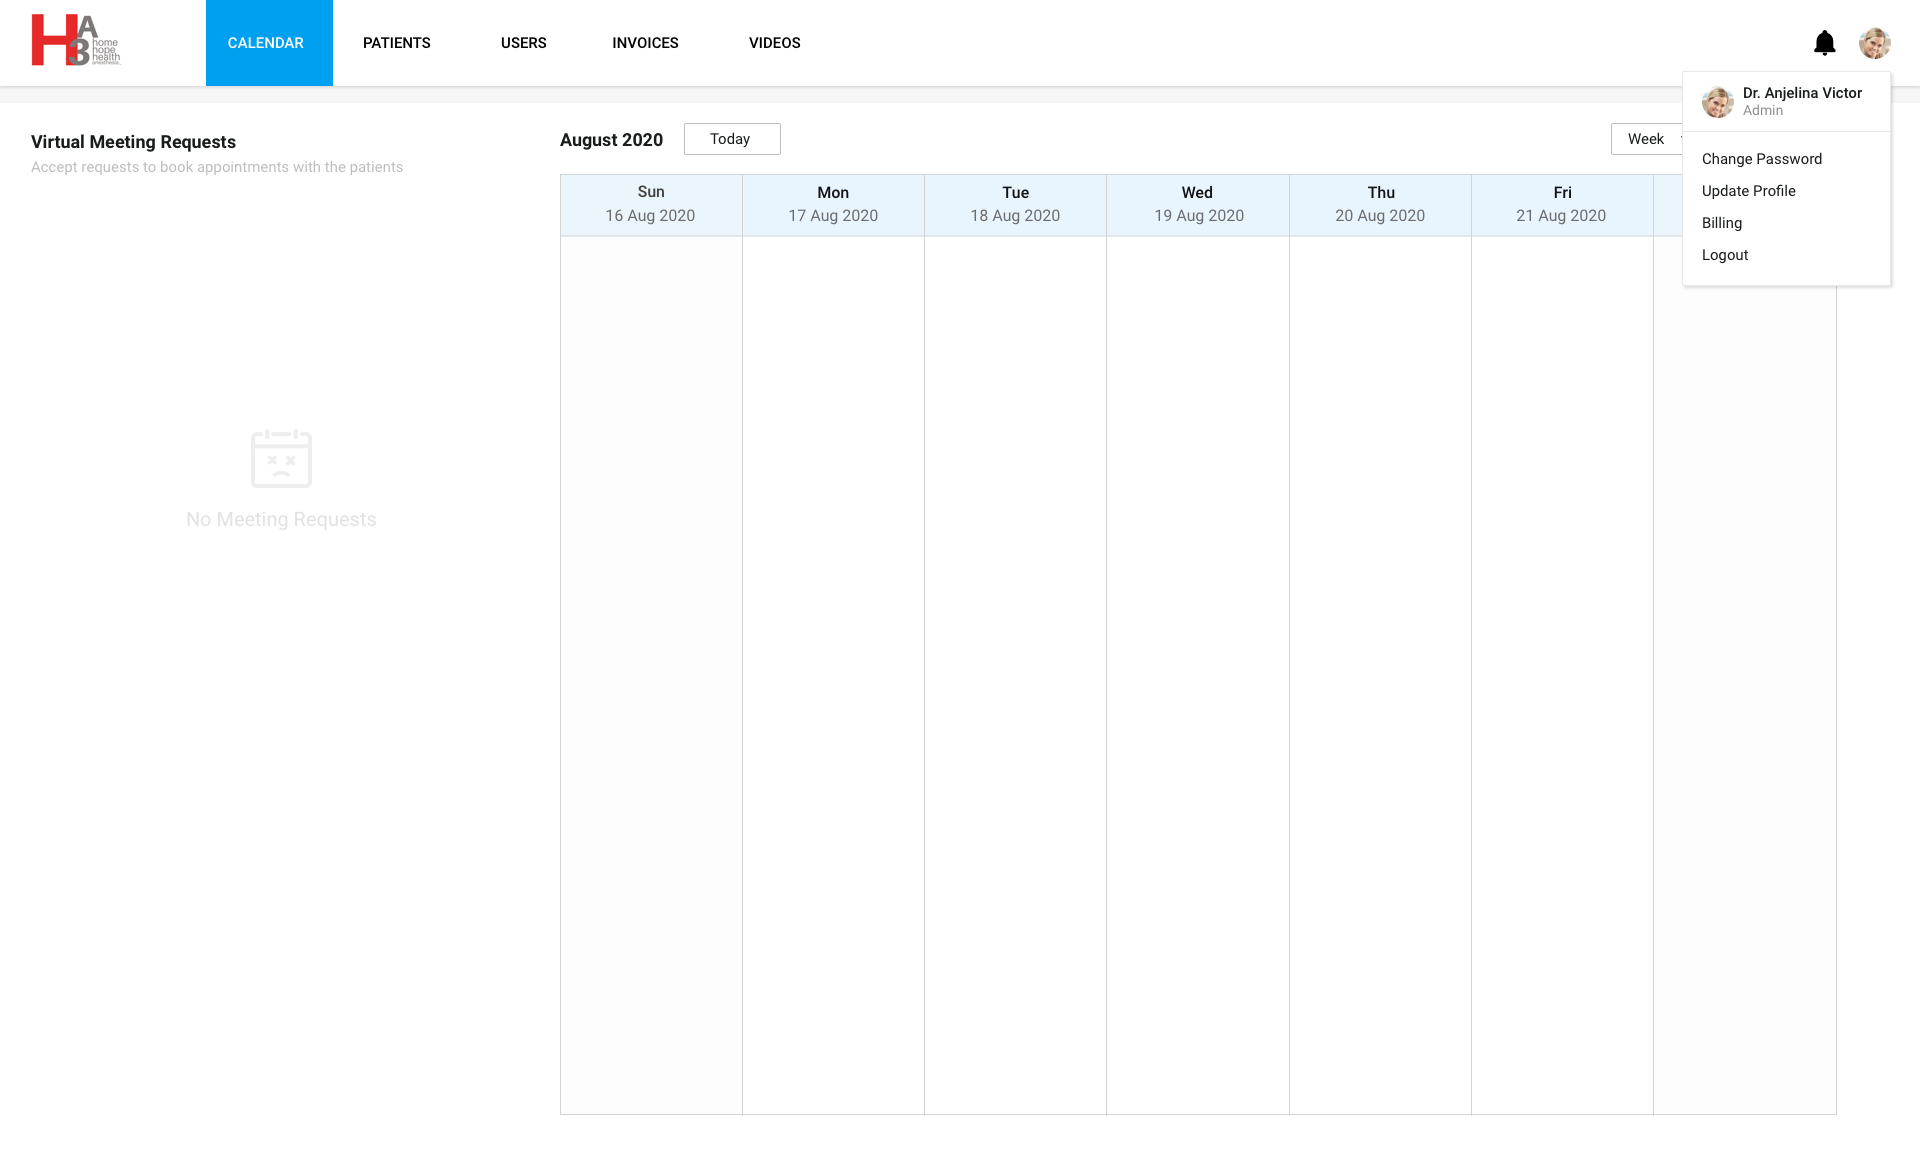 HA3
home
hope
health
anesthesia
CALENDAR
PATIENTS
USERS
INVOICES
VIDEOS
Dr. Anjelina Victor
Admin
Change Password
Update Profile
Billing
Logout
Virtual Meeting Requests
Accept requests to book appointments with the patients
No Meeting Requests
August 2020
Today
Week
Sun
16 Aug 2020
Mon
17 Aug 2020
Tue
18 Aug 2020
Wed
19 Aug 2020
Thu
20 Aug 2020
Fri
21 Aug 2020